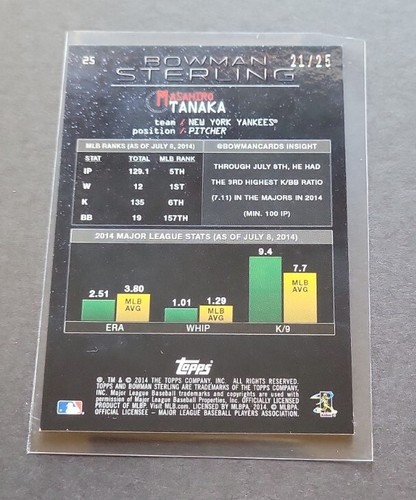 25
BOWMAN
21/25
STERLING
MASAHIRO
TANAKA
team / NEW YORK YANKEES®
position / PITCHER
MLB RANKS (AS OF JULY 8, 2014)
STAT TOTAL MLB RANK
IP 129.1 5TH
W 12 1ST
K 135 6TH
BB 19 157TH
@BOWMANCARDS INSIGHT
THROUGH JULY 8TH, HE HAD
THE 3RD HIGHEST K/BB RATIO
(7.11) IN THE MAJORS IN 2014
(MIN. 100 IP)
2014 MAJOR LEAGUE STATS (AS OF JULY 8, 2014)
2.51 3.80 1.01 1.29 9.4 7.7
MLB AVG MLB AVG MLB AVG
ERA WHIP K/9
Topps
®, TM & © 2014 THE TOPPS COMPANY, INC. ALL RIGHTS RESERVED.
TOPPS AND BOWMAN STERLING ARE TRADEMARKS OF THE TOPPS COMPANY,
INC. Major League Baseball trademarks and copyrights are used with
permission of Major League Baseball Properties, Inc. OFFICIALLY LICENSED
PRODUCT OF MLBP. Visit MLB.com. LICENSED BY MLBPA, 2014. © MLBPA.
OFFICIAL LICENSEE – MAJOR LEAGUE BASEBALL PLAYERS ASSOCIATION.